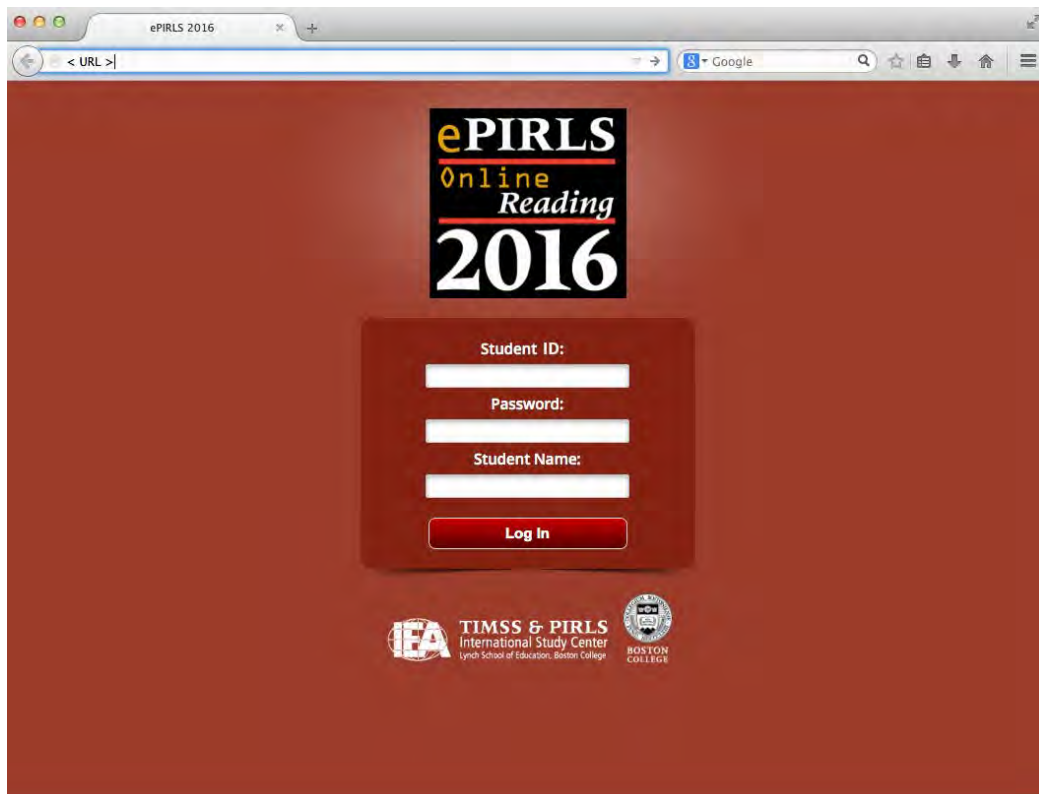 ePIRLS 2016
< URL >
8 Google
ePIRLS
Online
Reading
2016
Student ID:
Password:
Student Name:
Log In
IEA
TIMSS & PIRLS
International Study Center
Lynch School of Education, Boston College
BOSTON
COLLEGE